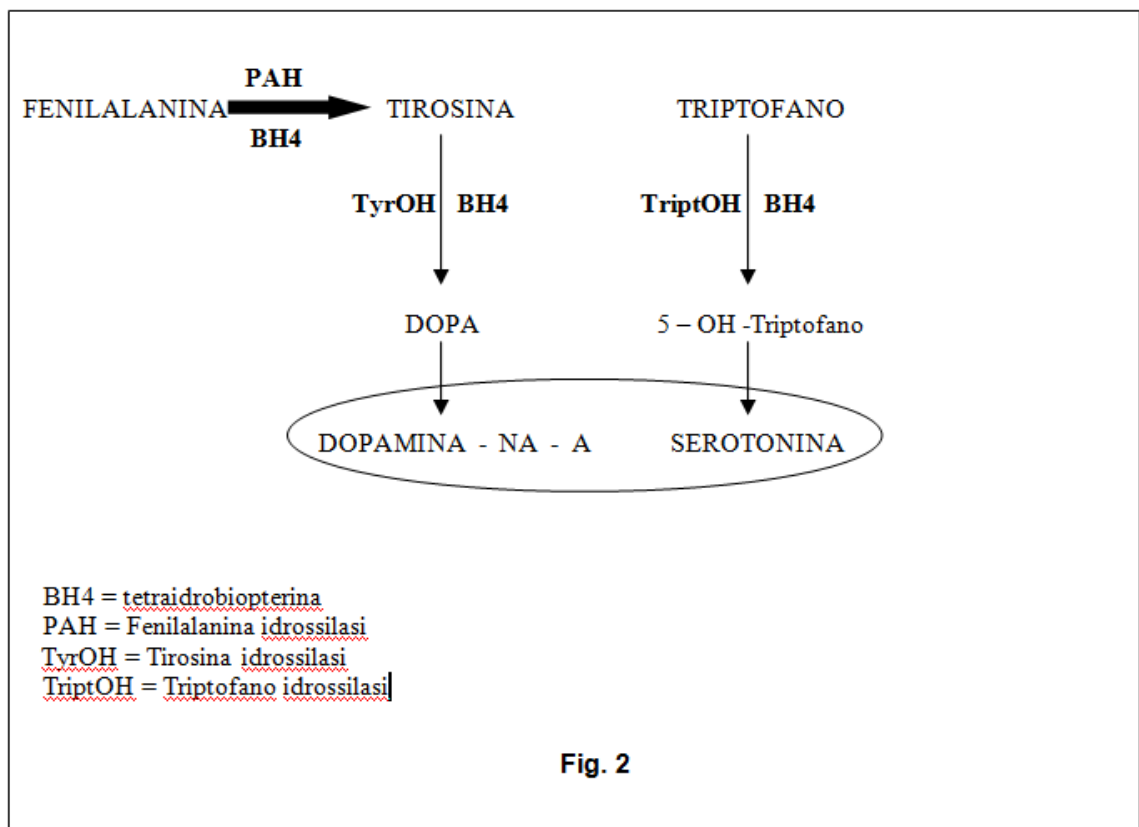 PAH
FENILALANINA TIROSINA TRIPTOFANO
BH4
TyrOH BH4 TriptOH BH4
DOPA 5 – OH -Triptofano
DOPAMINA - NA - A SEROTONINA
BH4 = tetraidrobiopterina
PAH = Fenilalanina idrossilasi
TyrOH = Tirosina idrossilasi
TriptOH = Triptofano idrossilasi
Fig. 2